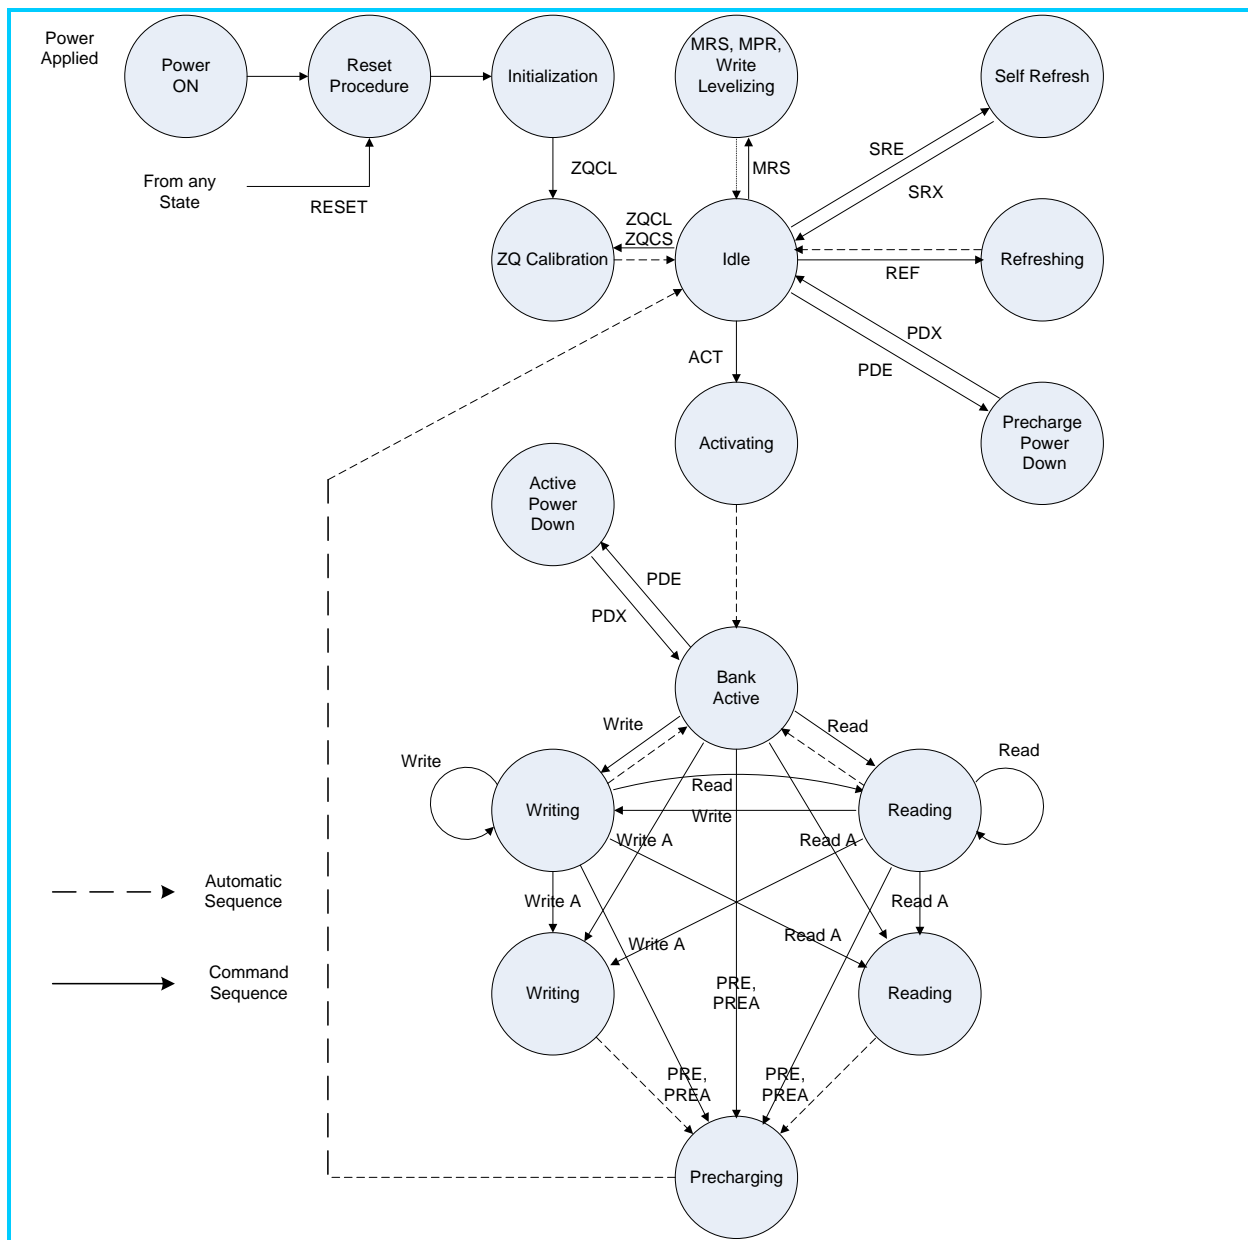 Power
Applied
Power
ON
Reset
Procedure
Initialization
MRS, MPR,
Write
Levelizing
Self Refresh
From any
State
RESET
ZQCL
MRS
SRE
SRX
ZQCL
ZQCS
ZQ Calibration
Idle
REF
Refreshing
ACT
PDX
PDE
Activating
Precharge
Power
Down
Active
Power
Down
PDE
PDX
Bank
Active
Write
Read
Write
Read
Read
Writing
Write
Reading
Write A
Read A
Automatic
Sequence
Write A
Read A
Write A
Read A
Command
Sequence
Writing
PRE,
PREA
Reading
PRE,
PREA
PRE,
PREA
Precharging